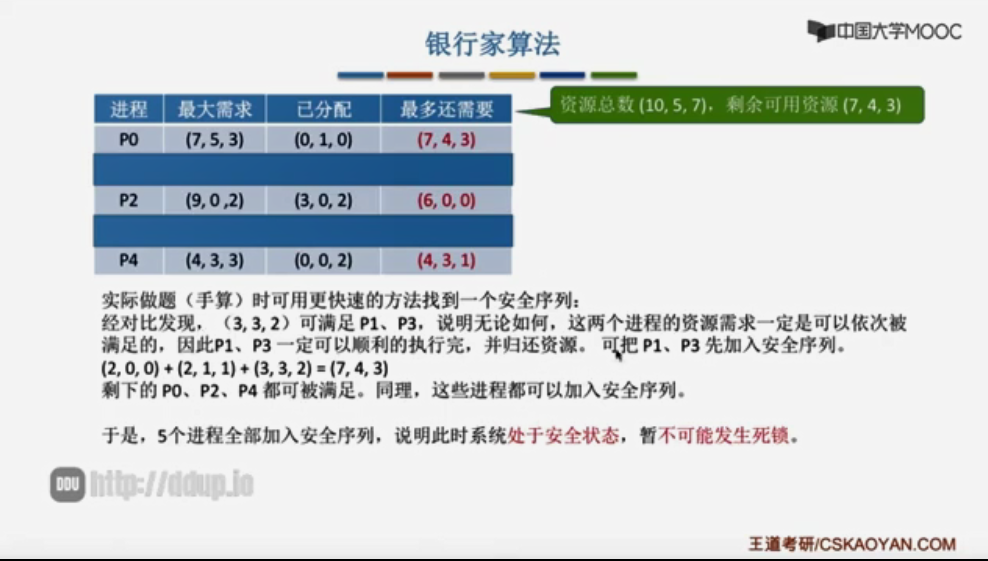 中国大学MOOC
银行家算法
资源总数 (10, 5, 7)，剩余可用资源 (7, 4, 3)
进程 最大需求 已分配 最多还需要
P0 (7, 5, 3) (0, 1, 0) (7, 4, 3)
P2 (9, 0 ,2) (3, 0, 2) (6, 0, 0)
P4 (4, 3, 3) (0, 0, 2) (4, 3, 1)
实际做题（手算）时可用更快速的方法找到一个安全序列：
经对比发现，（3, 3, 2）可满足 P1、P3，说明无论如何，这两个进程的资源需求一定是可以依次被
满足的，因此P1、P3 一定可以顺利的执行完，并归还资源。 可把 P1、P3 先加入安全序列。
(2, 0, 0) + (2, 1, 1) + (3, 3, 2) = (7, 4, 3)
剩下的 P0、P2、P4 都可被满足。同理，这些进程都可以加入安全序列。
于是，5个进程全部加入安全序列，说明此时系统处于安全状态，暂不可能发生死锁。
DDU http://ddup.io
王道考研/CSKAOYAN.COM